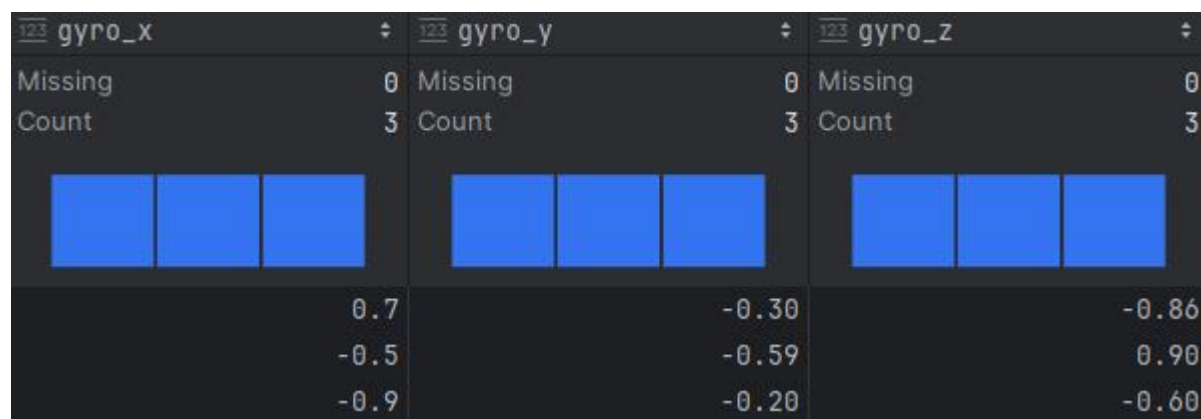 123 gyro_x 123 gyro_y 123 gyro_z
Missing 0 Missing 0 Missing 0
Count 3 Count 3 Count 3
0.7 -0.30 -0.86
-0.5 -0.59 0.90
-0.9 -0.20 -0.60